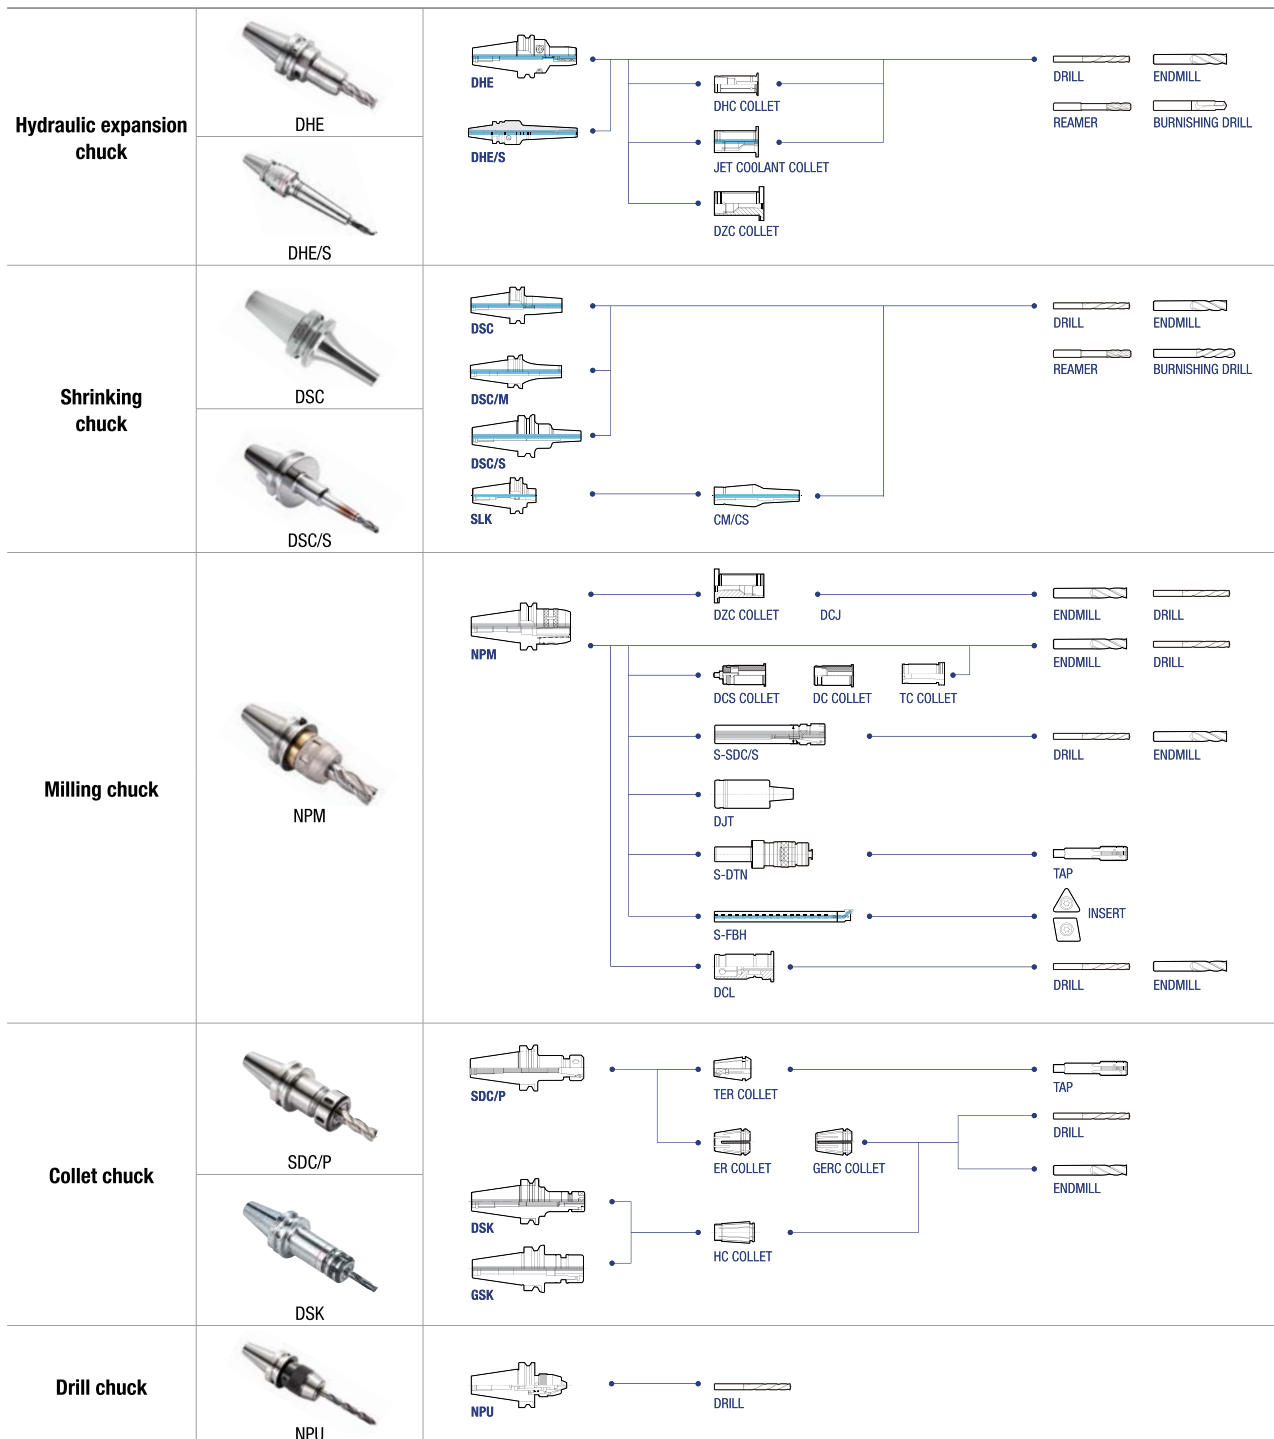 Hydraulic expansion
chuck
DHE
DHE/S
DHE
DHE/S
DHC COLLET
JET COOLANT COLLET
DZC COLLET
DRILL
ENDMILL
REAMER
BURNISHING DRILL
Shrinking
chuck
DSC
DSC/S
DSC
DSC/M
DSC/S
SLK
CM/CS
DRILL
ENDMILL
REAMER
BURNISHING DRILL
Milling chuck
NPM
NPM
DZC COLLET
DCJ
ENDMILL
DRILL
ENDMILL
DRILL
DCS COLLET
DC COLLET
TC COLLET
S-SDC/S
DRILL
ENDMILL
DJT
S-DTN
TAP
S-FBH
INSERT
DCL
DRILL
ENDMILL
Collet chuck
SDC/P
DSK
SDC/P
TER COLLET
TAP
ER COLLET
GERC COLLET
DRILL
ENDMILL
DSK
GSK
HC COLLET
Drill chuck
NPU
NPU
DRILL